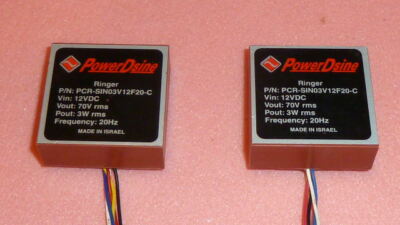 PowerDsine
Ringer
P/N: PCR-SIN03V12F20-C
Vin: 12VDC
Vout: 70V rms
Pout: 3W rms
Frequency: 20Hz
MADE IN ISRAEL
PowerDsine
Ringer
P/N: PCR-SIN03V12F20-C
Vin: 12VDC
Vout: 70V rms
Pout: 3W rms
Frequency: 20Hz
MADE IN ISRAEL